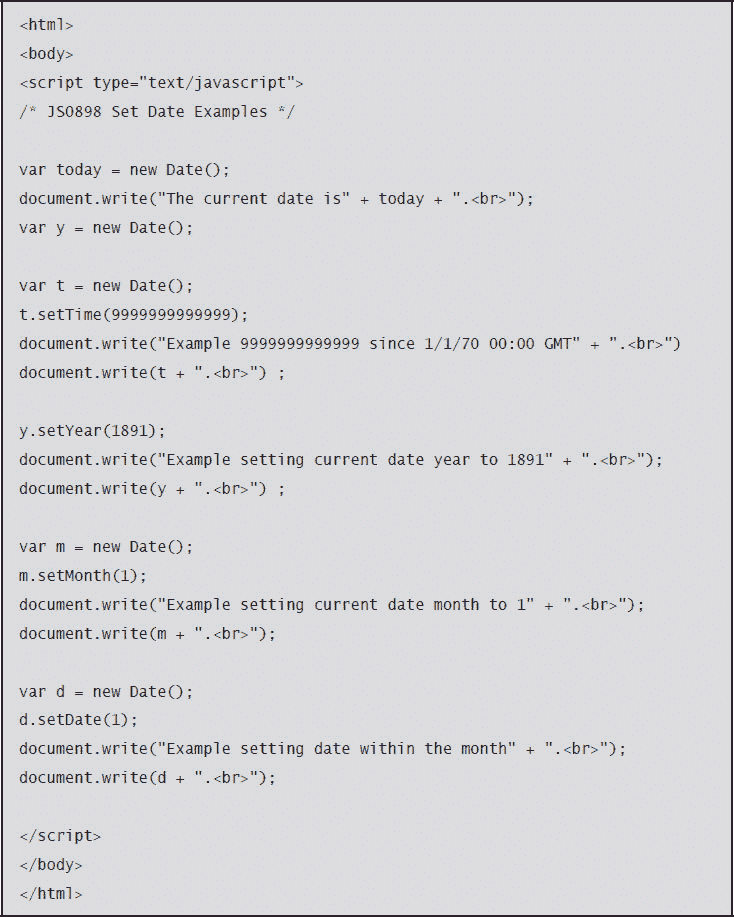 <html>
<body>
<script type="text/javascript">
/* JS0898 Set Date Examples */
var today = new Date();
document.write("The current date is" + today + ".<br>");
var y = new Date();
var t = new Date();
t.setTime(9999999999999);
document.write("Example 9999999999999 since 1/1/70 00:00 GMT" + ".<br>")
document.write(t + ".<br>") ;
y.setYear(1891);
document.write("Example setting current date year to 1891" + ".<br>");
document.write(y + ".<br>") ;
var m = new Date();
m.setMonth(1);
document.write("Example setting current date month to 1" + ".<br>");
document.write(m + ".<br>");
var d = new Date();
d.setDate(1);
document.write("Example setting date within the month" + ".<br>");
document.write(d + ".<br>");
</script>
</body>
</html>